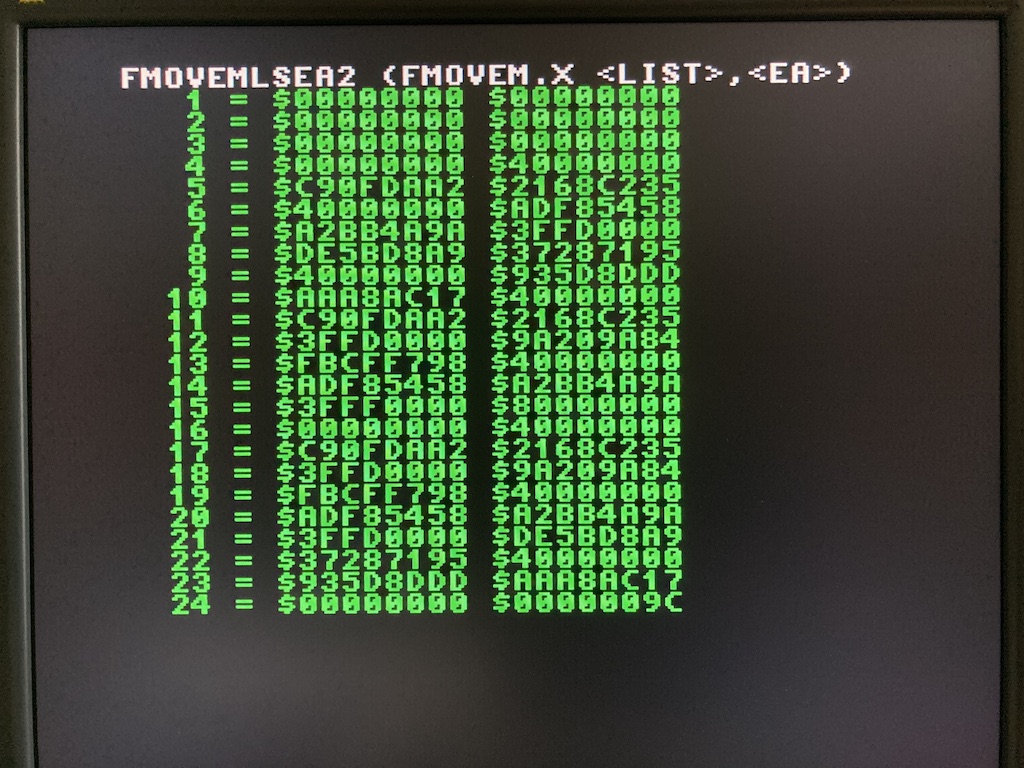 FMOVEMLSEA2 (FMOVEM.X <LIST>,<EA>)
1 = $00000000 $00000000
2 = $00000000 $00000000
3 = $00000000 $00000000
4 = $00000000 $40000000
5 = $C90FDAA2 $2168C235
6 = $40000000 $ADF85458
7 = $A2BB4A9A $3FFD0000
8 = $DE5BD8A9 $37287195
9 = $40000000 $935D8DDD
10 = $AAA8AC17 $40000000
11 = $C90FDAA2 $2168C235
12 = $3FFD0000 $9A209A84
13 = $FBCFF798 $40000000
14 = $ADF85458 $A2BB4A9A
15 = $3FFF0000 $80000000
16 = $00000000 $40000000
17 = $C90FDAA2 $2168C235
18 = $3FFD0000 $9A209A84
19 = $FBCFF798 $40000000
20 = $ADF85458 $A2BB4A9A
21 = $3FFD0000 $DE5BD8A9
22 = $37287195 $40000000
23 = $935D8DDD $AAA8AC17
24 = $00000000 $0000009C